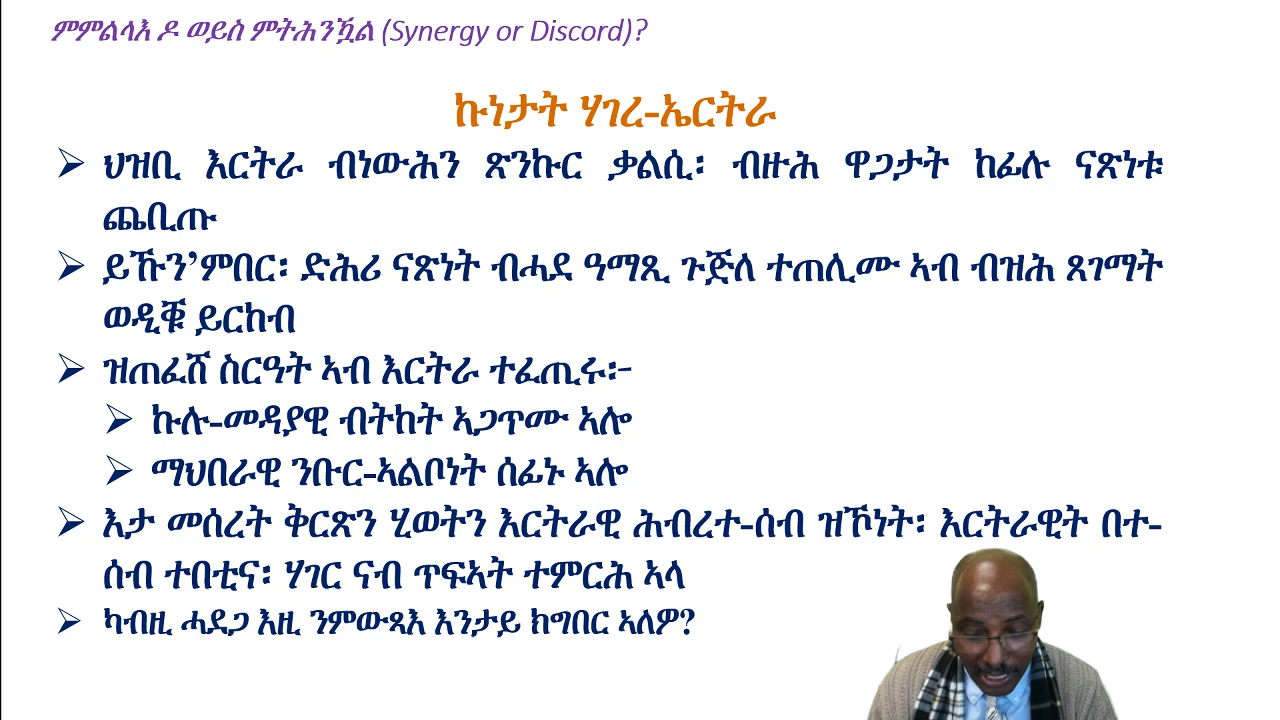 ምምልላእ ዶ ወይስ ምትሕንኳል (Synergy or Discord)?
ኩነታት ሃገረ-ኤርትራ
ህዝቢ እርትራ ብነውሕን ጽንኩር ቃልሲ፡ ብዙሕ ዋጋታት ከፊሉ ናጽነቱ
ጨቢጡ
ይኹን’ምበር፡ ድሕሪ ናጽነት ብሓደ ዓማጺ ጉጅለ ተጠሊሙ ኣብ ብዝሕ ጸገማት
ወዲቑ ይርከብ
ዝጠፈሸ ስርዓት ኣብ እርትራ ተፈጢሩ፡-
ኩሉ-መዳያዊ ብትከት ኣጋጥሙ ኣሎ
ማህበራዊ ንቡር-ኣልቦነት ሰፊኑ ኣሎ
እታ መሰረት ቅርጽን ሂወትን እርትራዊ ሕብረተ-ሰብ ዝኾነት፡ እርትራዊት በተ-
ሰብ ተበቲና፡ ሃገር ናብ ጥፍኣት ተምርሕ ኣላ
ካብዚ ሓደጋ እዚ ንምውጻእ እንታይ ክግበር ኣለዎ?